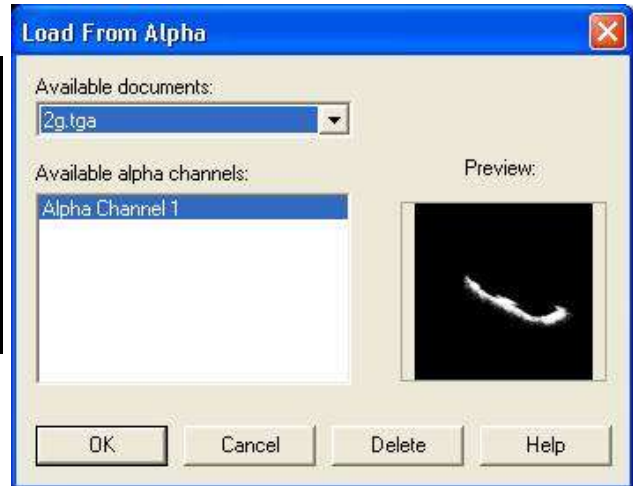 Load From Alpha
Available documents:
2g.tga
Available alpha channels:
Preview:
Alpha Channel 1
OK Cancel Delete Help